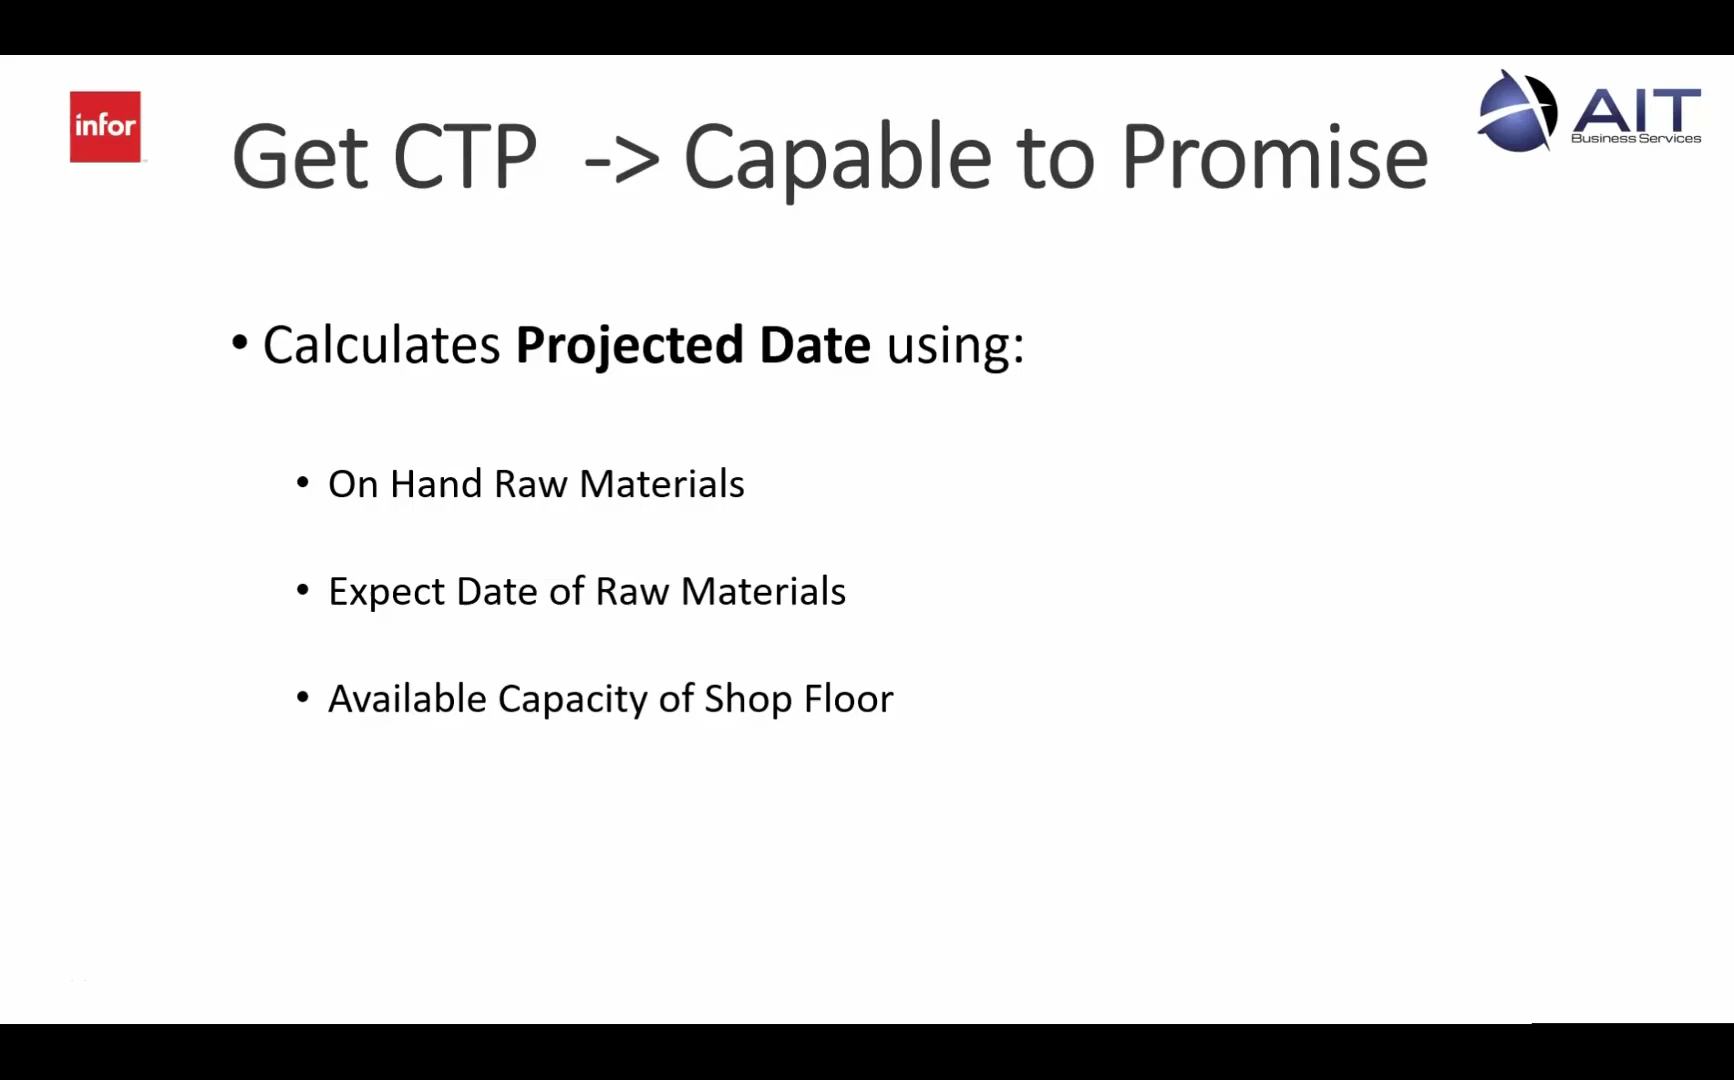 infor
AIT
Business Services
Get CTP -> Capable to Promise
• Calculates Projected Date using:
• On Hand Raw Materials
• Expect Date of Raw Materials
• Available Capacity of Shop Floor